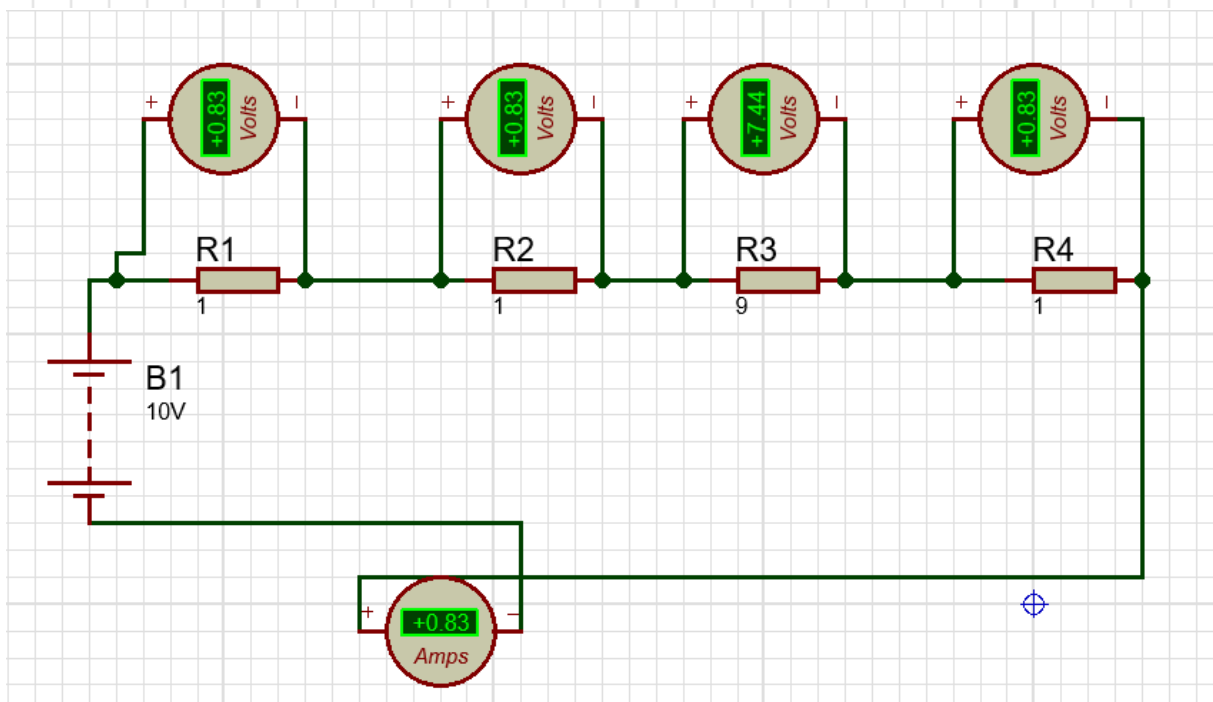 + +0.83 Volts −
+ +0.83 Volts −
+ +7.44 Volts −
+ +0.83 Volts −
R1
1
R2
1
R3
9
R4
1
B1
10V
+ −
+0.83
Amps